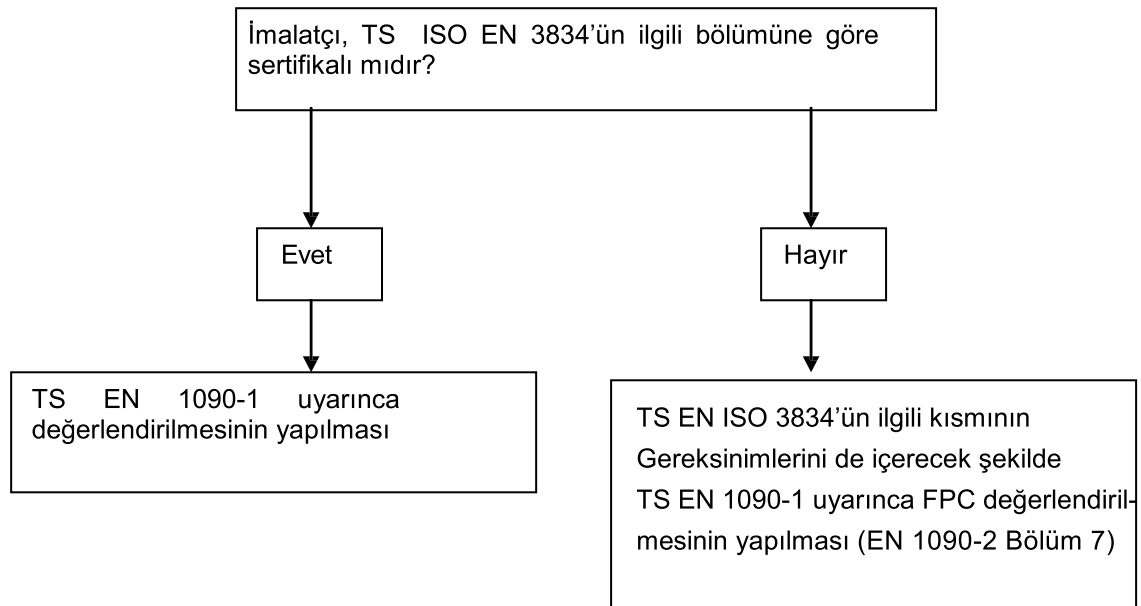 İmalatçı, TS ISO EN 3834’ün ilgili bölümüne göre
sertifikalı mıdır?
Evet
Hayır
TS EN 1090-1 uyarınca
değerlendirilmesinin yapılması
TS EN ISO 3834’ün ilgili kısmının
Gereksinimlerini de içerecek şekilde
TS EN 1090-1 uyarınca FPC değerlendiril-
mesinin yapılması (EN 1090-2 Bölüm 7)